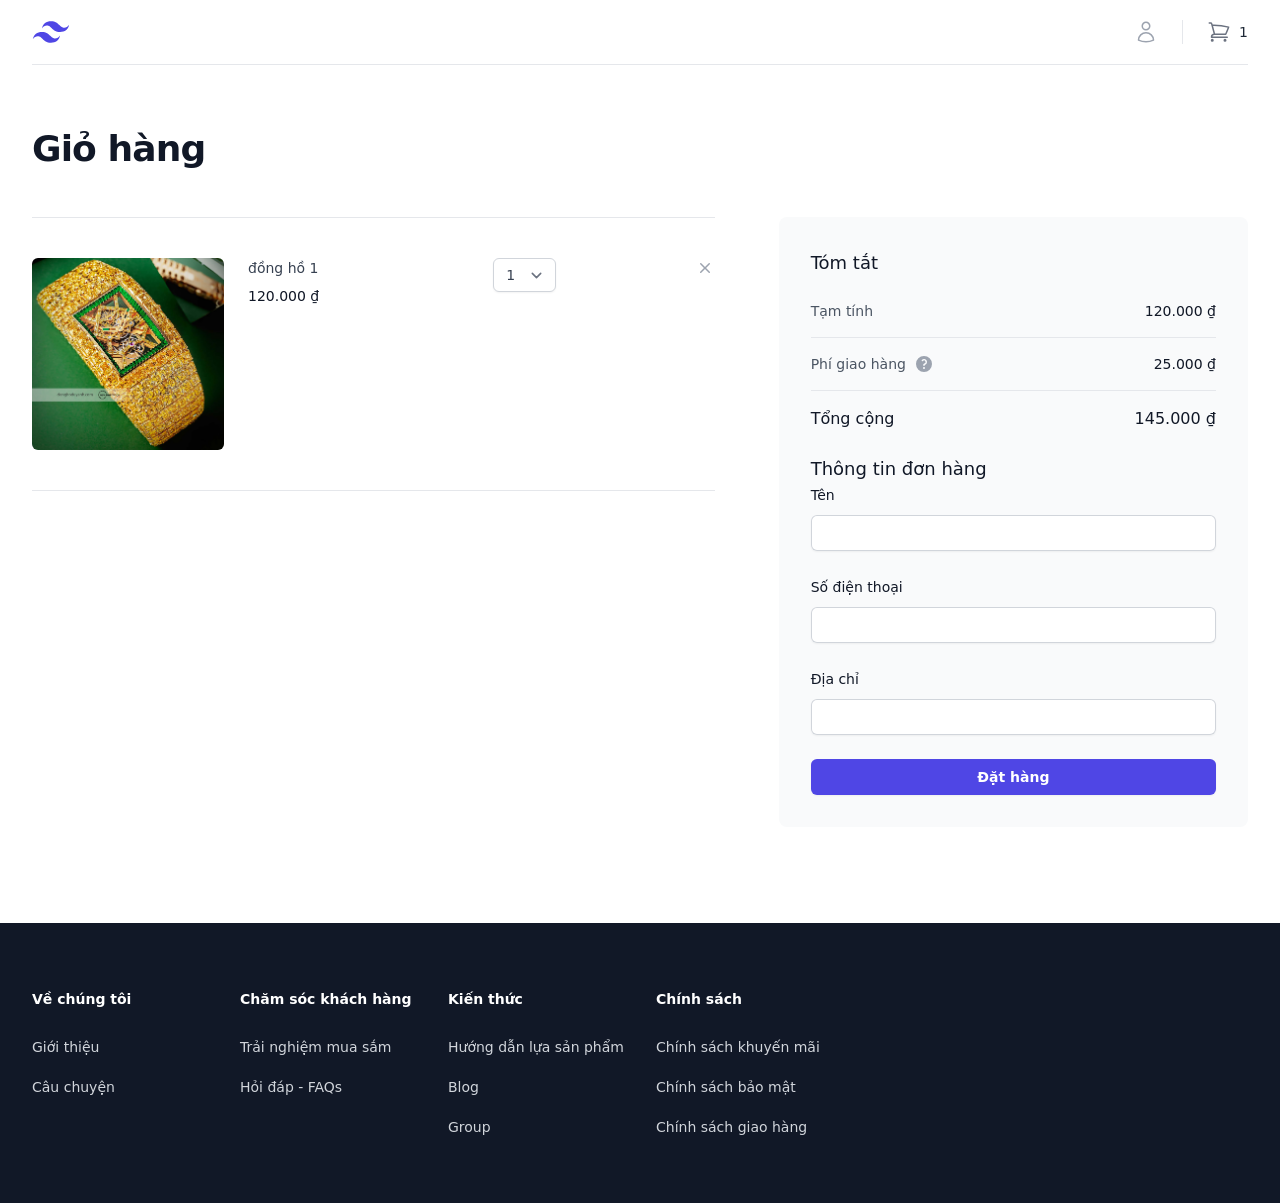 1
Giỏ hàng
đồng hồ 1
120.000 ₫
1
Tóm tắt
Tạm tính 120.000 ₫
Phí giao hàng ? 25.000 ₫
Tổng cộng 145.000 ₫
Thông tin đơn hàng
Tên
Số điện thoại
Địa chỉ
Đặt hàng
Về chúng tôi
Giới thiệu
Câu chuyện
Chăm sóc khách hàng
Trải nghiệm mua sắm
Hỏi đáp - FAQs
Kiến thức
Hướng dẫn lựa sản phẩm
Blog
Group
Chính sách
Chính sách khuyến mãi
Chính sách bảo mật
Chính sách giao hàng